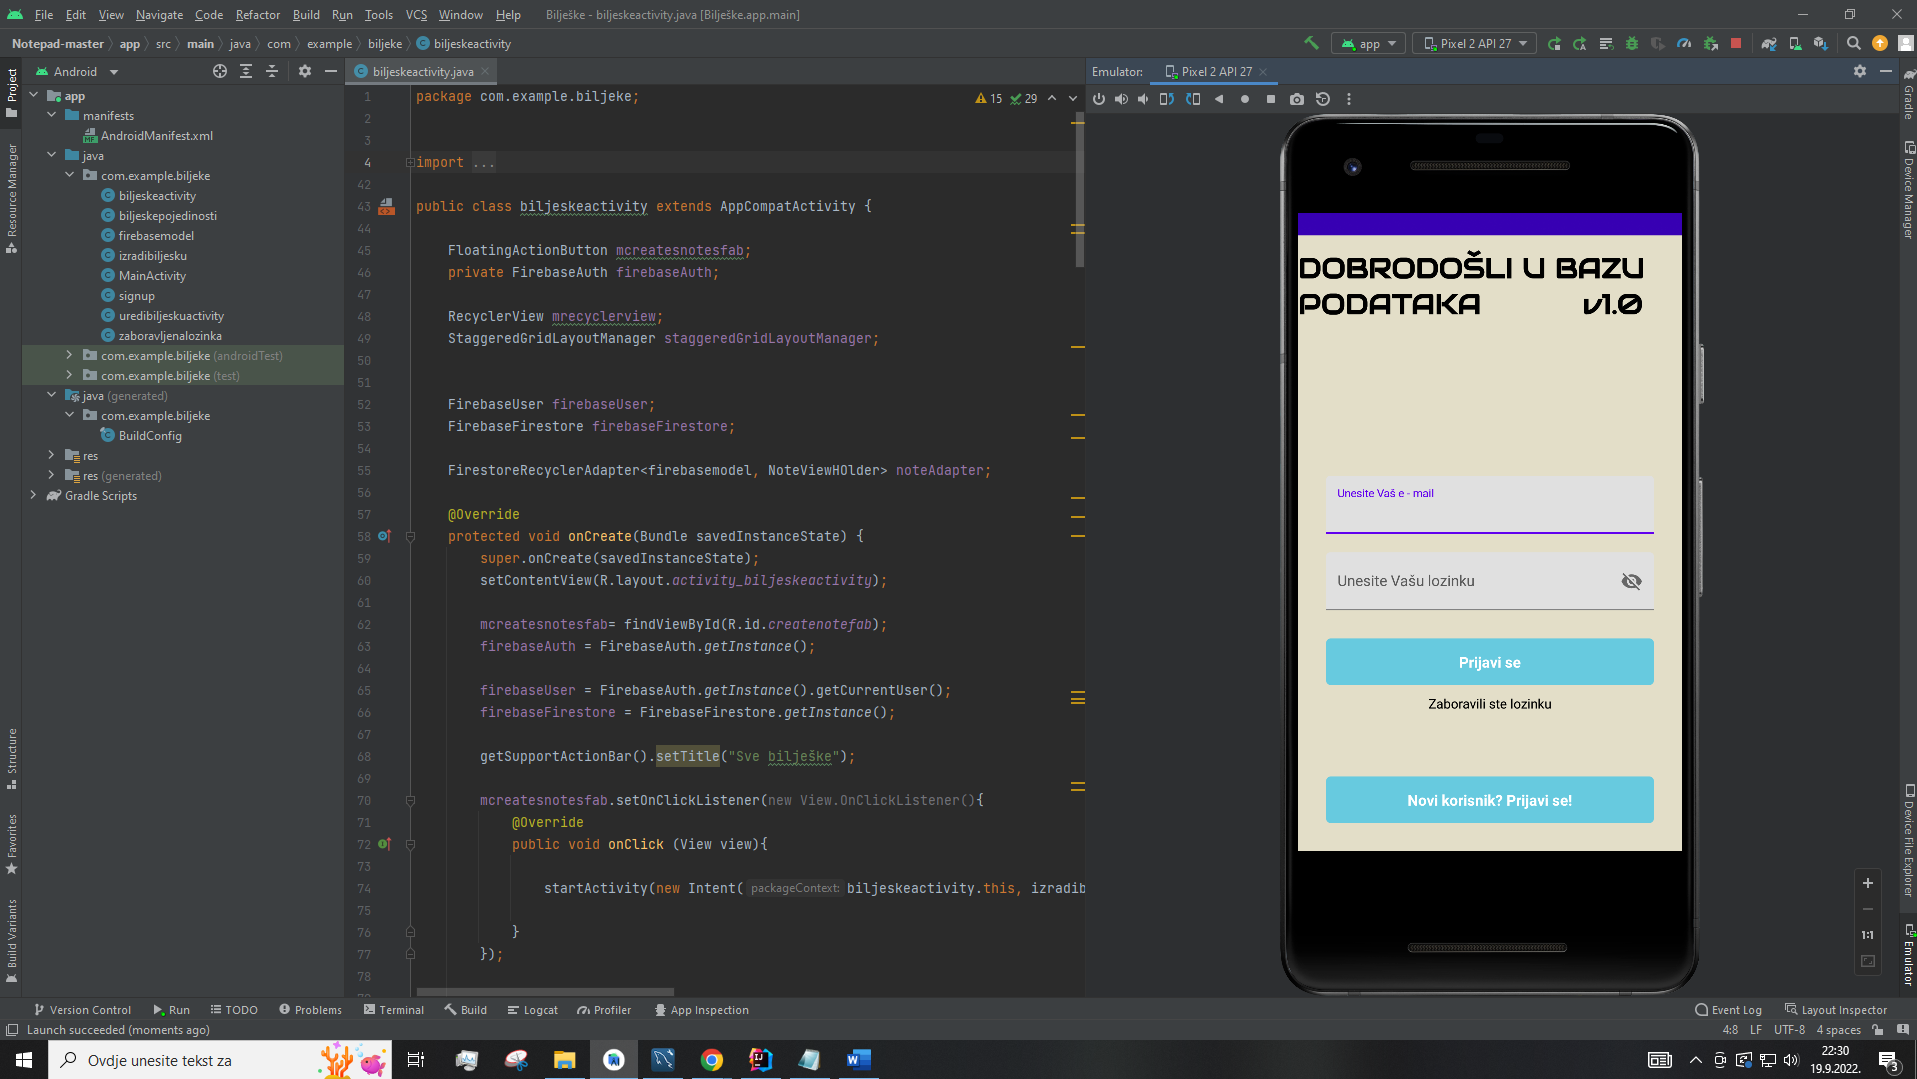 File Edit View Navigate Code Refactor Build Run Tools VCS Window Help Bilješke - biljeskeactivity.java [Bilješke.app.main]
Notepad-master app src main java com example biljeke biljeskeactivity
app Pixel 2 API 27
Android
biljeskeactivity.java
Emulator: Pixel 2 API 27
Project
Resource Manager
Structure
Favorites
Build Variants
app
manifests
AndroidManifest.xml
java
com.example.biljeke
biljeskeactivity
biljeskepojedinosti
firebasemodel
izradibiljesku
MainActivity
signup
uredibiljeskuactivity
zaboravljenalozinka
com.example.biljeke (androidTest)
com.example.biljeke (test)
java (generated)
com.example.biljeke
BuildConfig
res
res (generated)
Gradle Scripts
15 29
1 package com.example.biljeke;
2
3
4 import ...
42
43 public class biljeskeactivity extends AppCompatActivity {
44
45 FloatingActionButton mcreatesnotesfab;
46 private FirebaseAuth firebaseAuth;
47
48 RecyclerView mrecyclerview;
49 StaggeredGridLayoutManager staggeredGridLayoutManager;
50
51
52 FirebaseUser firebaseUser;
53 FirebaseFirestore firebaseFirestore;
54
55 FirestoreRecyclerAdapter<firebasemodel, NoteViewHOlder> noteAdapter;
56
57 @Override
58 protected void onCreate(Bundle savedInstanceState) {
59 super.onCreate(savedInstanceState);
60 setContentView(R.layout.activity_biljeskeactivity);
61
62 mcreatesnotesfab= findViewById(R.id.createnotefab);
63 firebaseAuth = FirebaseAuth.getInstance();
64
65 firebaseUser = FirebaseAuth.getInstance().getCurrentUser();
66 firebaseFirestore = FirebaseFirestore.getInstance();
67
68 getSupportActionBar().setTitle("Sve bilješke");
69
70 mcreatesnotesfab.setOnClickListener(new View.OnClickListener(){
71 @Override
72 public void onClick (View view){
73
74 startActivity(new Intent( packageContext: biljeskeactivity.this, izradib
75
76 }
77 });
78
DOBRODOŠLI U BAZU
PODATAKA v1.0
Unesite Vaš e - mail
Unesite Vašu lozinku
Prijavi se
Zaboravili ste lozinku
Novi korisnik? Prijavi se!
1:1
Gradle
Device Manager
Device File Explorer
Emulator
Version Control Run TODO Problems Terminal Build Logcat Profiler App Inspection Event Log Layout Inspector
Launch succeeded (moments ago) 4:8 LF UTF-8 4 spaces
Ovdje unesite tekst za
22:30
19.9.2022.
3